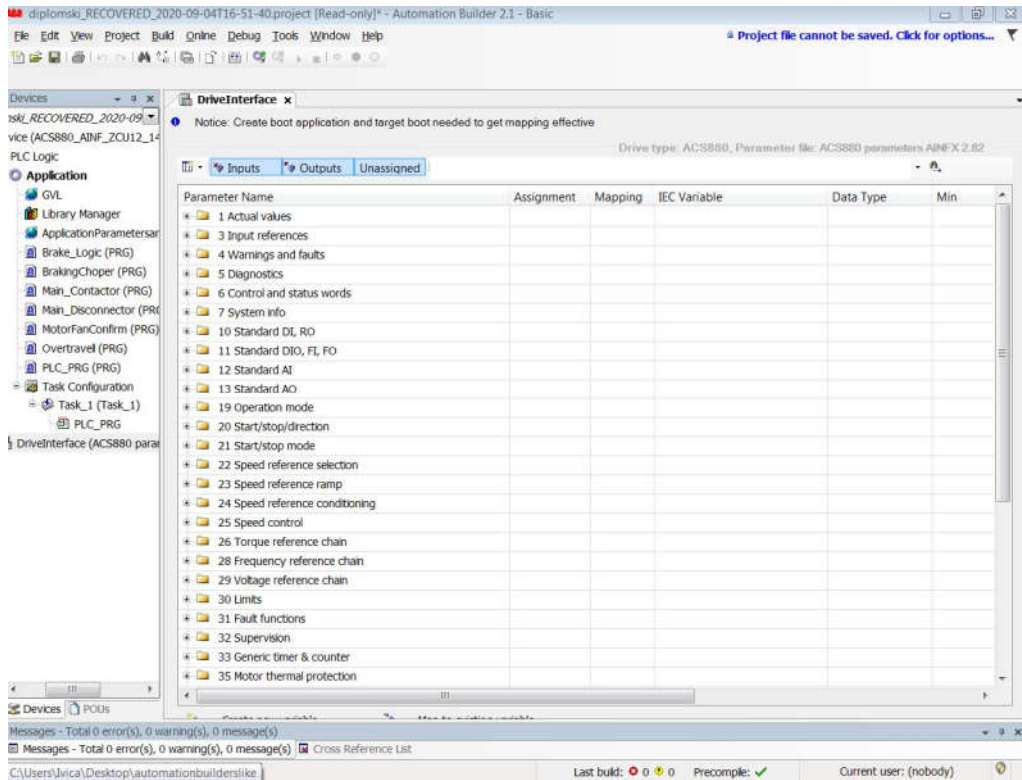 diplomski_RECOVERED_2020-09-04T16-51-40.project [Read-only]* - Automation Builder 2.1 - Basic
File Edit View Project Build Online Debug Tools Window Help
Project file cannot be saved. Click for options...
Devices
DriveInterface x
nski_RECOVERED_2020-09
Notice: Create boot application and target boot needed to get mapping effective
vice (ACS880_AINF_ZCU12_14
Drive type: ACS880, Parameter file: ACS880 parameters AINFX 2.82
PLC Logic
Inputs Outputs Unassigned
Application
GVL
Library Manager
ApplicationParametersar
Brake_Logic (PRG)
BrakingChoper (PRG)
Main_Contactor (PRG)
Main_Disconnector (PRG
MotorFanConfirm (PRG)
Overtravel (PRG)
PLC_PRG (PRG)
Task Configuration
Task_1 (Task_1)
PLC_PRG
DriveInterface (ACS880 parar
Parameter Name Assignment Mapping IEC Variable Data Type Min
1 Actual values
3 Input references
4 Warnings and faults
5 Diagnostics
6 Control and status words
7 System info
10 Standard DI, RO
11 Standard DIO, FI, FO
12 Standard AI
13 Standard AO
19 Operation mode
20 Start/stop/direction
21 Start/stop mode
22 Speed reference selection
23 Speed reference ramp
24 Speed reference conditioning
25 Speed control
26 Torque reference chain
28 Frequency reference chain
29 Voltage reference chain
30 Limits
31 Fault functions
32 Supervision
33 Generic timer & counter
35 Motor thermal protection
Devices POUs
Create new variable Map to existing variable
Messages - Total 0 error(s), 0 warning(s), 0 message(s)
Messages - Total 0 error(s), 0 warning(s), 0 message(s) Cross Reference List
C:\Users\Ivica\Desktop\automationbuilderslike
Last build: 0 0 Precompile: Current user: (nobody)